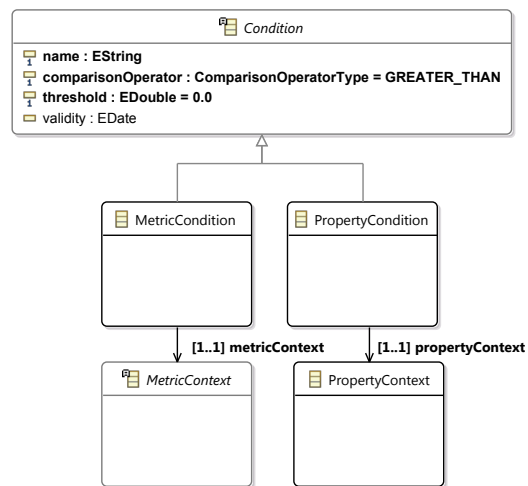 Condition
name : EString
comparisonOperator : ComparisonOperatorType = GREATER_THAN
threshold : EDouble = 0.0
validity : EDate
MetricCondition
PropertyCondition
[1..1] metricContext
[1..1] propertyContext
MetricContext
PropertyContext